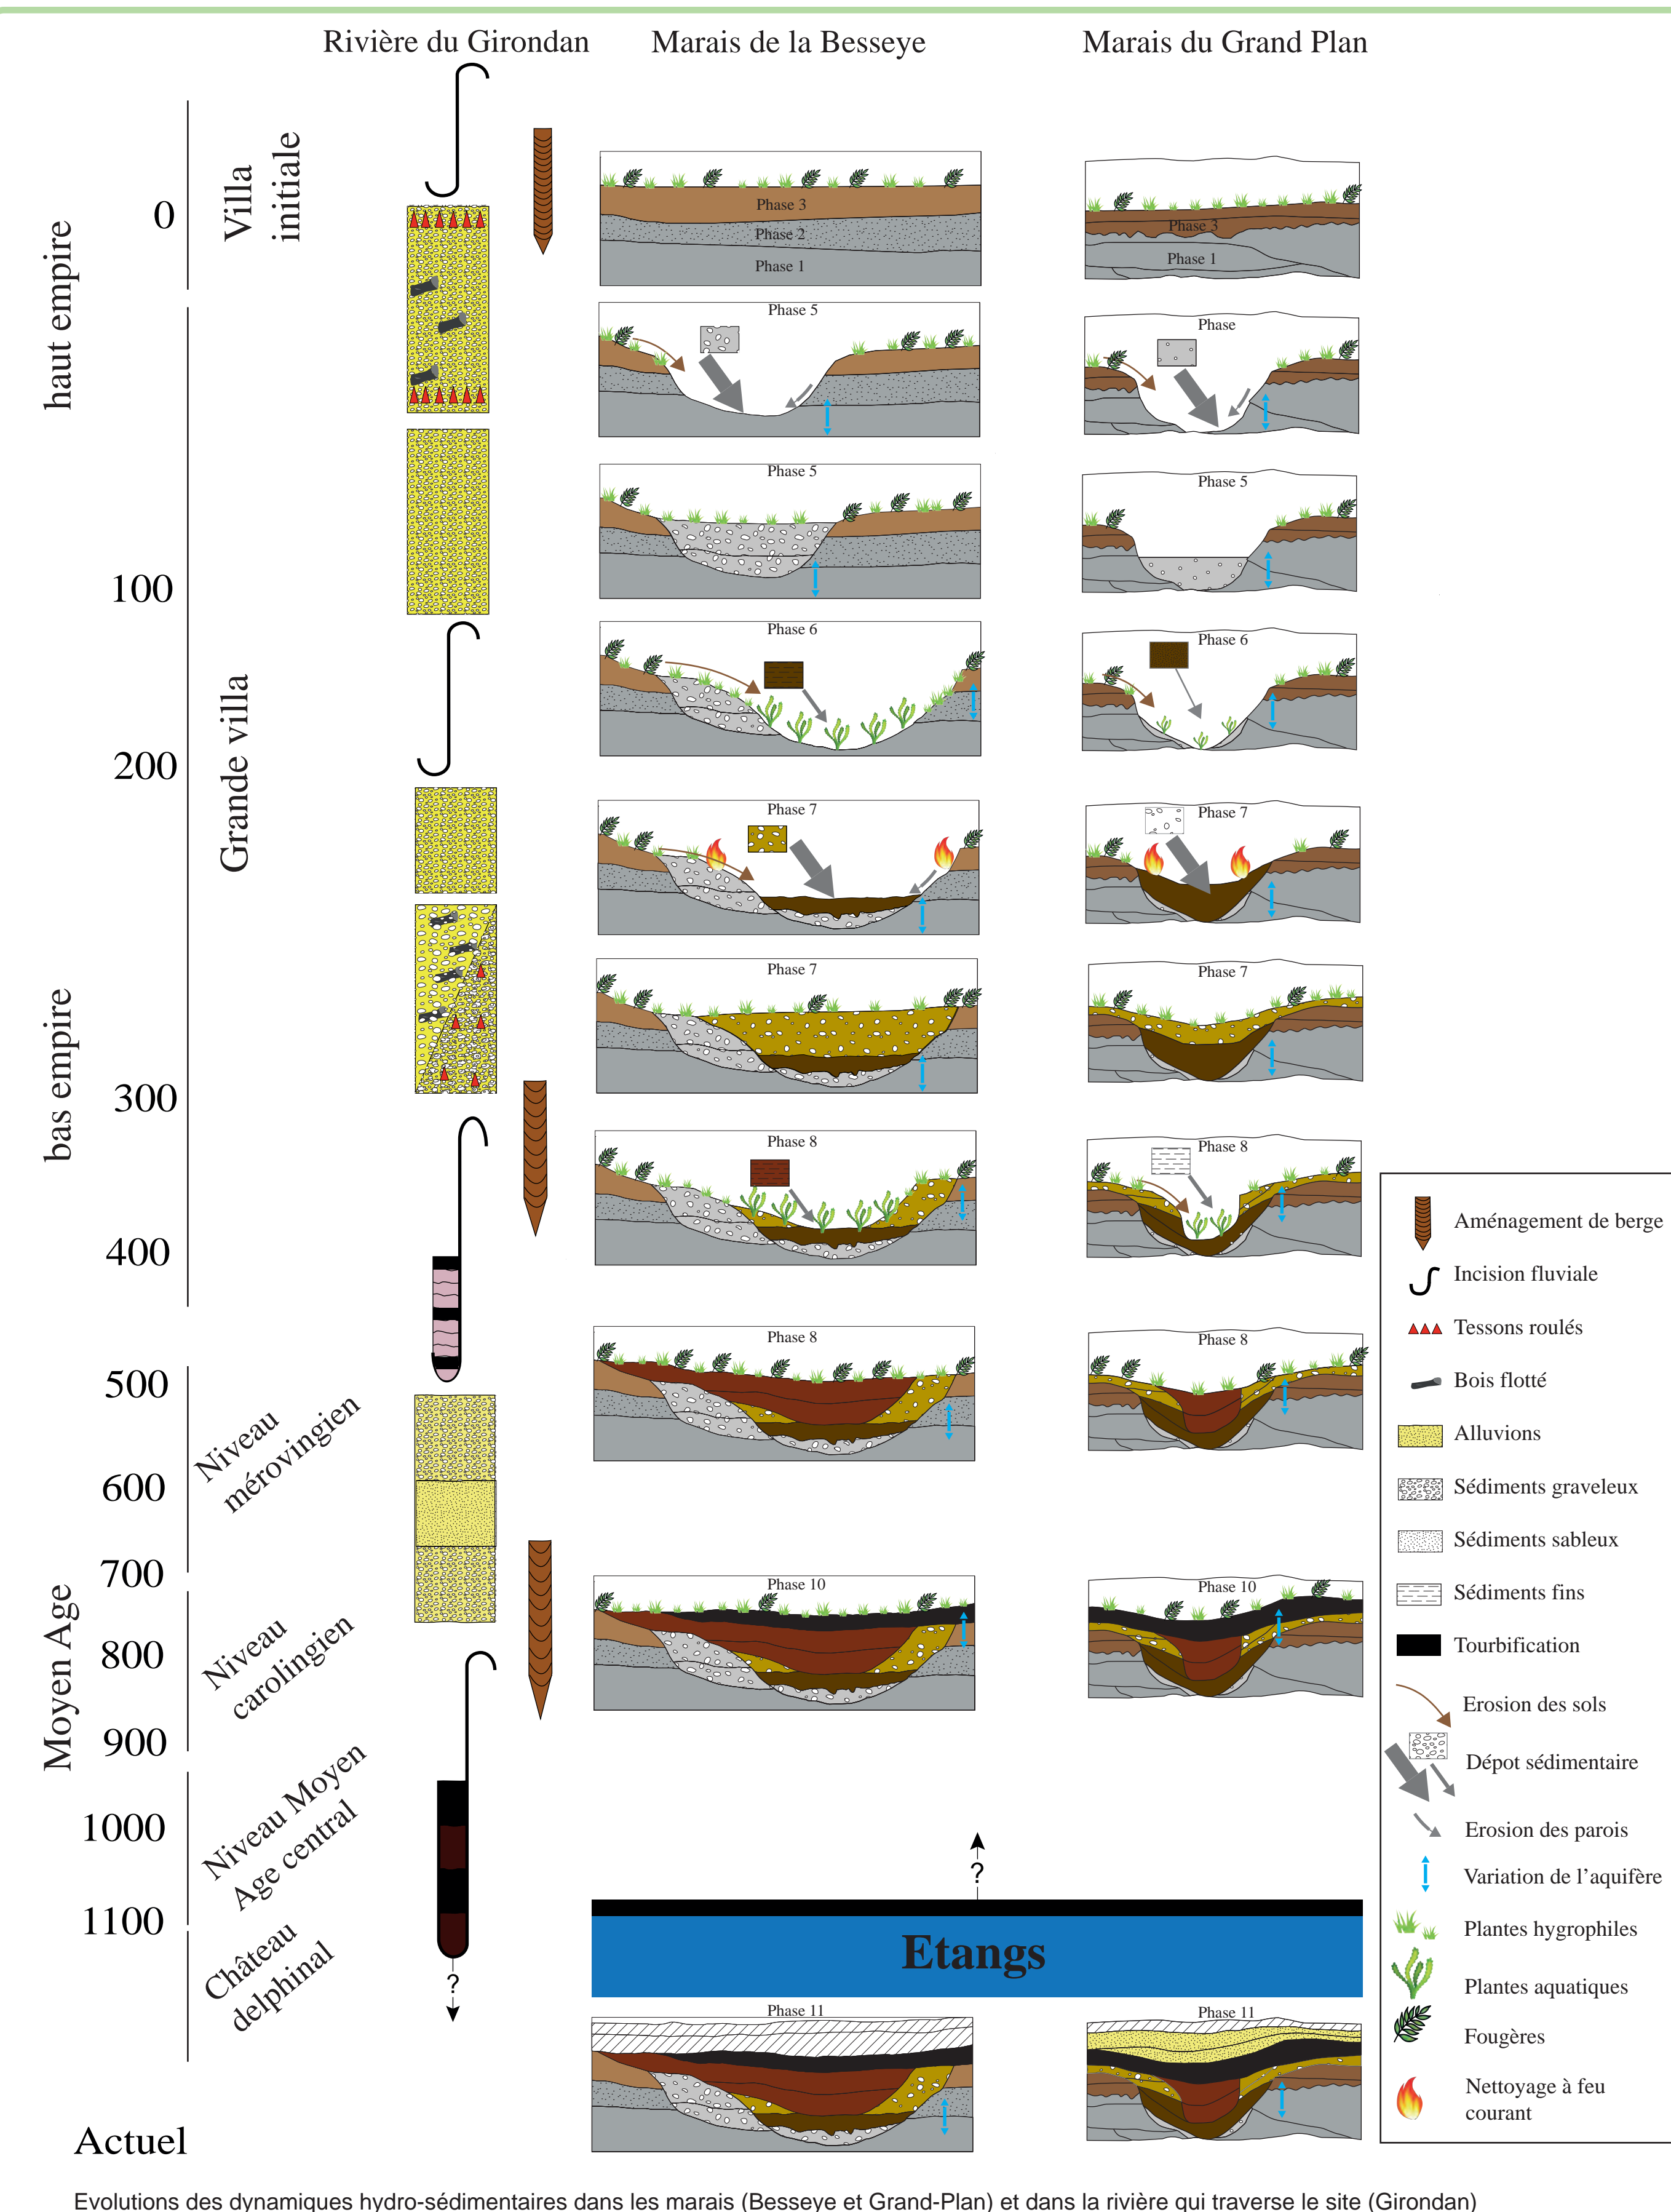 Rivière du Girondan
Marais de la Besseye
Marais du Grand Plan
haut empire
bas empire
Moyen Age
0
100
200
300
400
500
600
700
800
900
1000
1100
Actuel
Villa
initiale
Grande villa
Niveau
mérovingien
Niveau
carolingien
Niveau Moyen
Age central
Château
delphinal
?
Phase 3
Phase 2
Phase 1
Phase 3
Phase 1
Phase 5
Phase
Phase 5
Phase 5
Phase 6
Phase 6
Phase 7
Phase 7
Phase 7
Phase 7
Phase 8
Phase 8
Phase 8
Phase 8
Phase 10
Phase 10
?
Etangs
Phase 11
Phase 11
Aménagement de berge
Incision fluviale
Tessons roulés
Bois flotté
Alluvions
Sédiments graveleux
Sédiments sableux
Sédiments fins
Tourbification
Erosion des sols
Dépot sédimentaire
Erosion des parois
Variation de l'aquifère
Plantes hygrophiles
Plantes aquatiques
Fougères
Nettoyage à feu
courant
Evolutions des dynamiques hydro-sédimentaires dans les marais (Besseye et Grand-Plan) et dans la rivière qui traverse le site (Girondan)